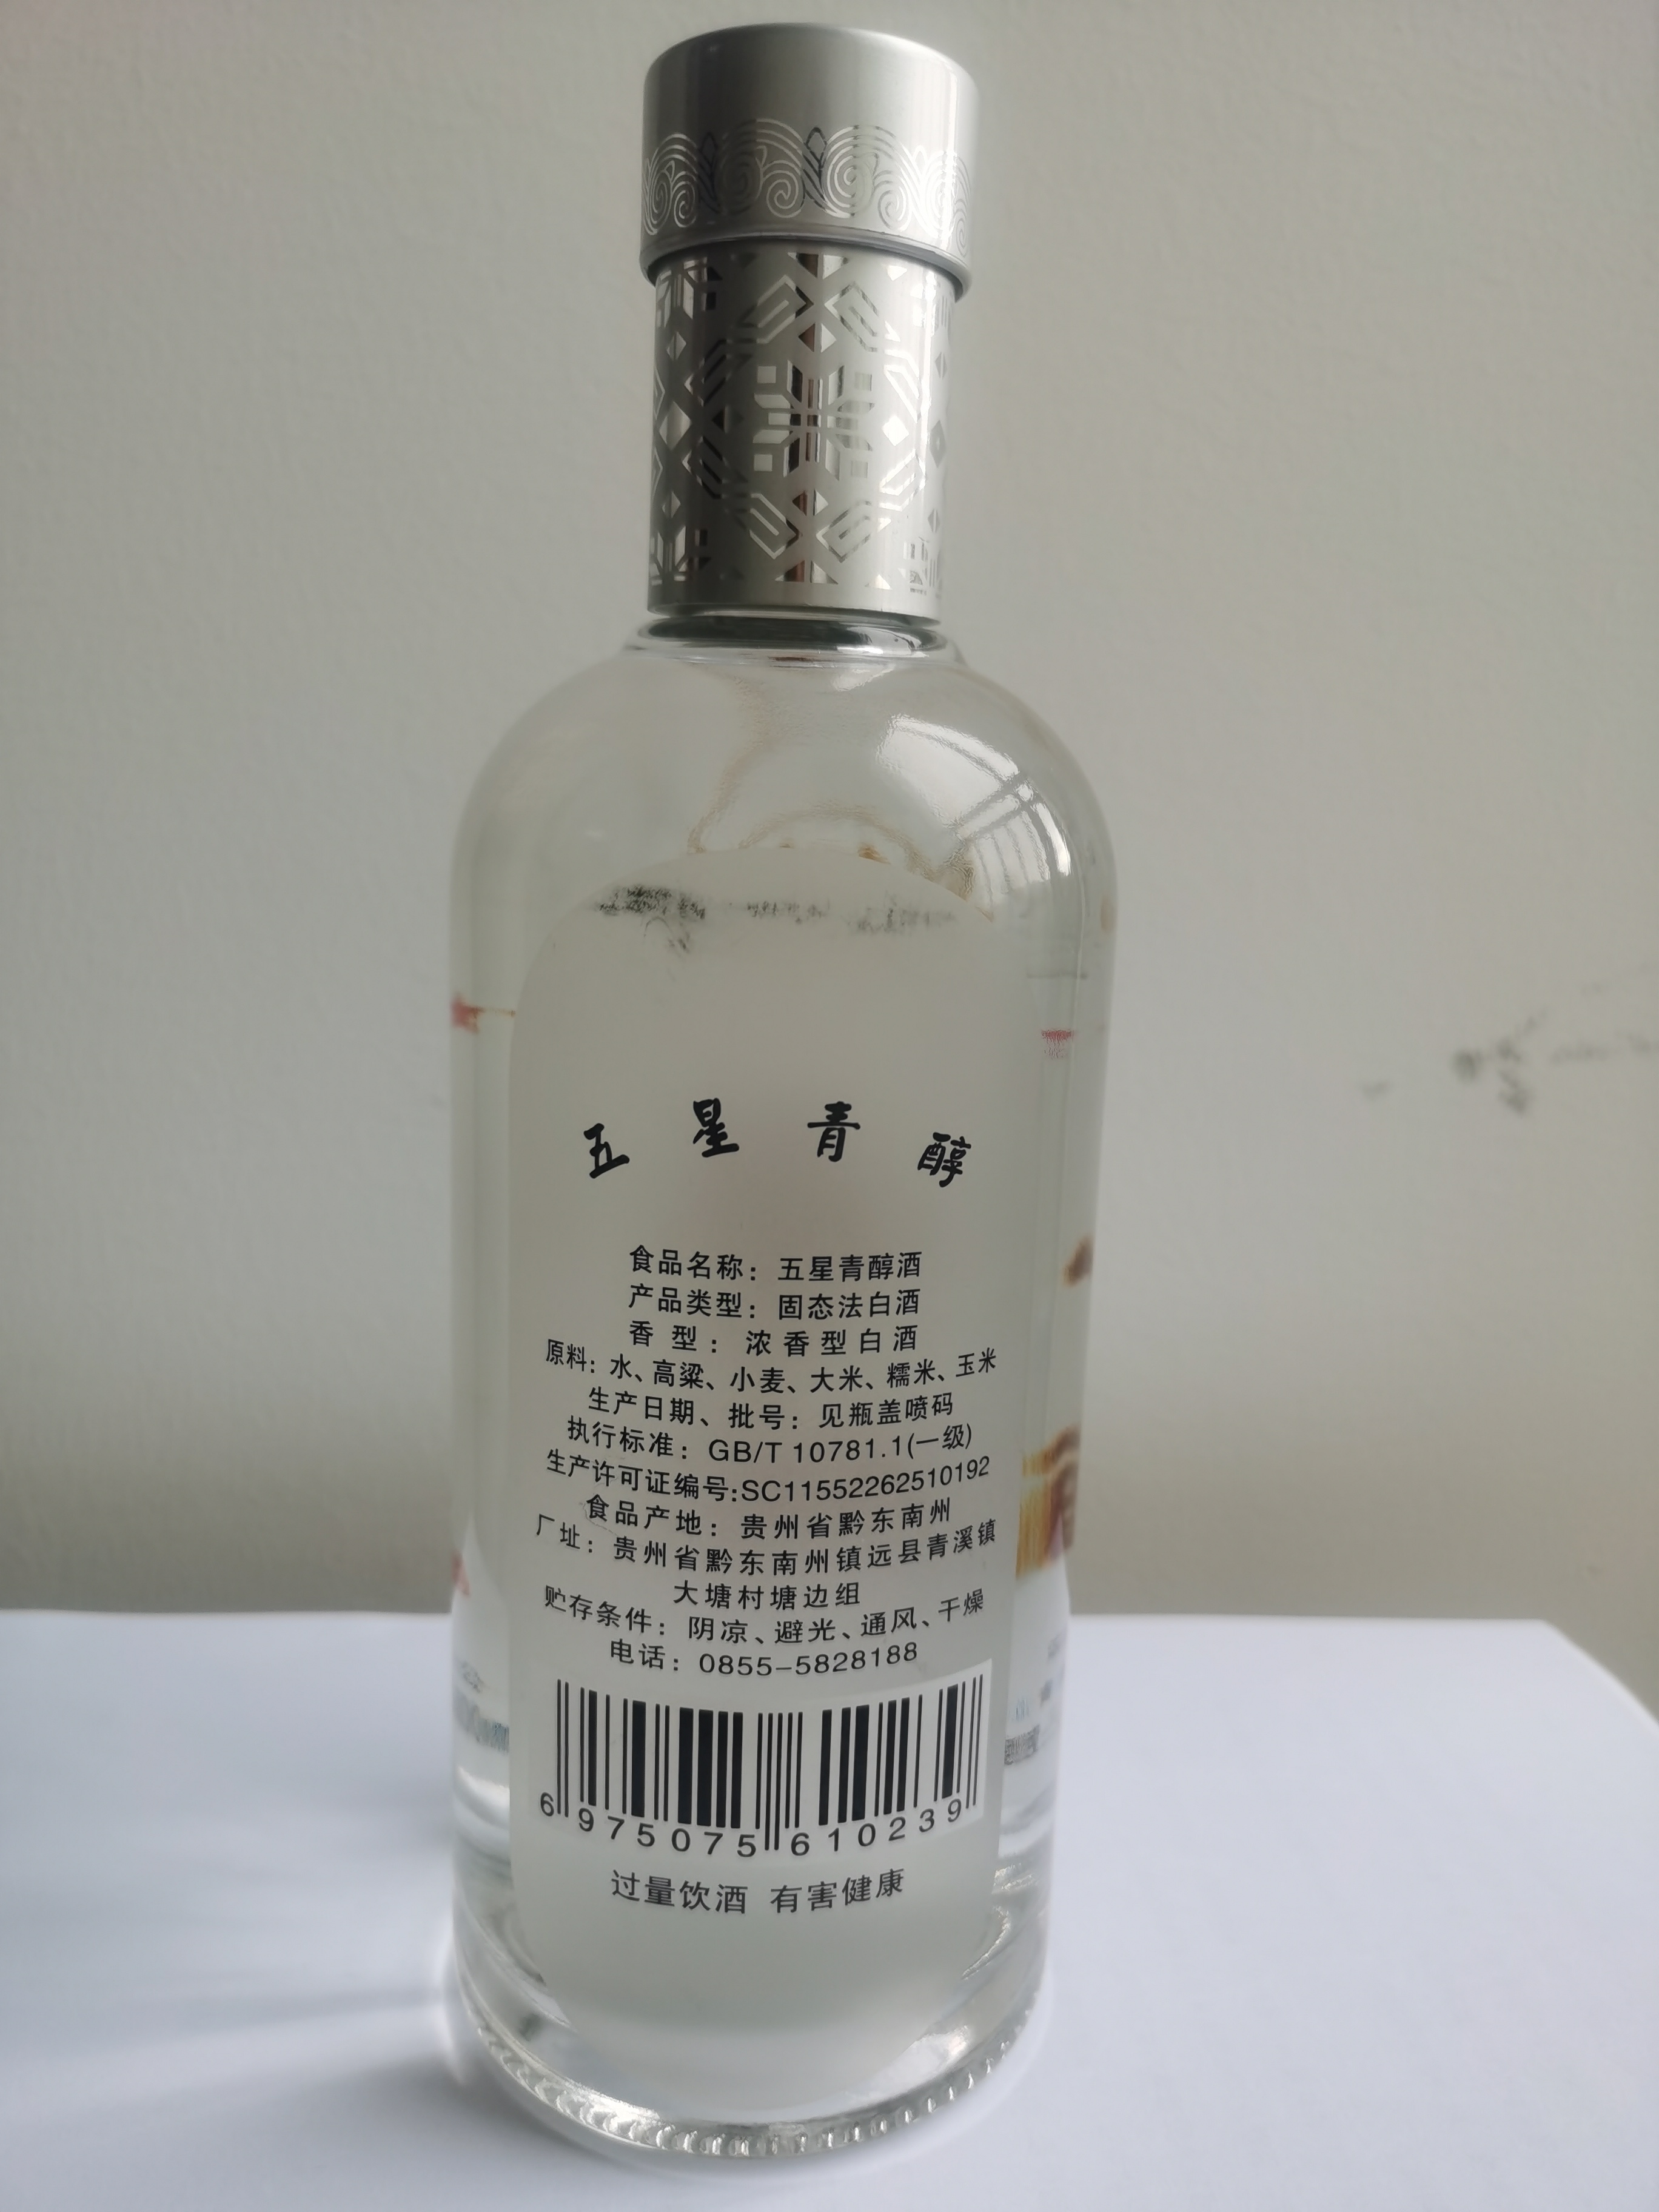 五星青醇
食品名称：五星青醇酒
产品类型：固态法白酒
香型：浓香型白酒
原料：水、高粱、小麦、大米、糯米、玉米
生产日期、批号：见瓶盖喷码
执行标准：GB/T 10781.1(一级)
生产许可证编号:SC11552262510192
食品产地：贵州省黔东南州
厂址：贵州省黔东南州镇远县青溪镇
大塘村塘边组
贮存条件：阴凉、避光、通风、干燥
电话：0855-5828188
6 975075 610239
过量饮酒 有害健康